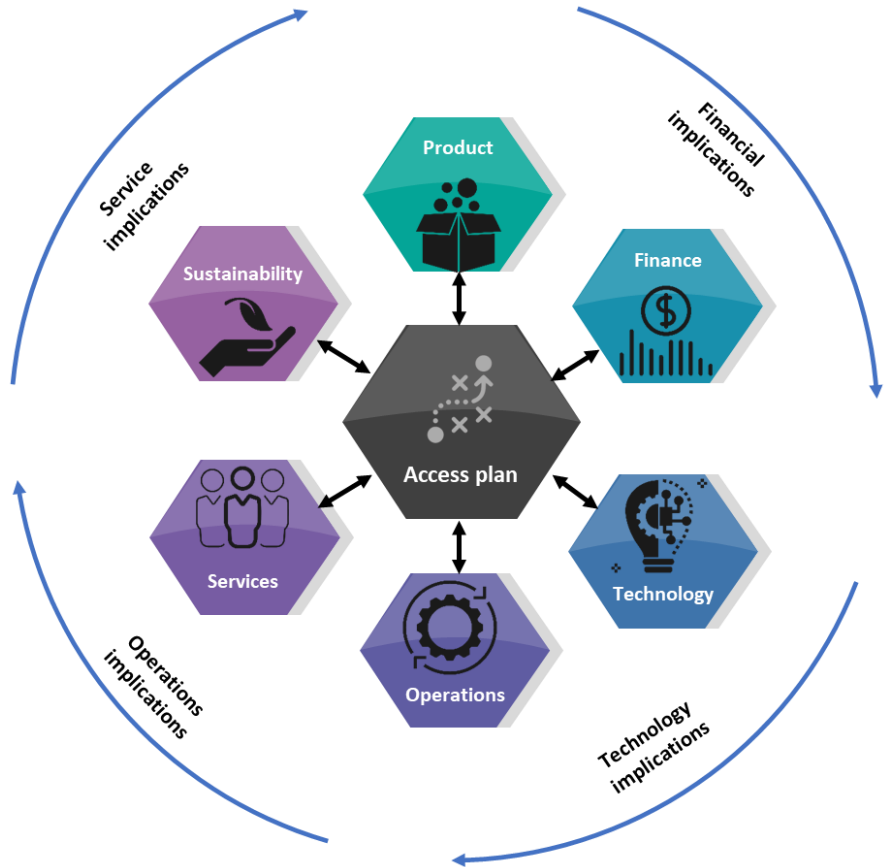 Service
implications
Financial
implications
Product
Sustainability
Finance
$
Access plan
Services
Technology
Operations
Operations
implications
Technology
implications